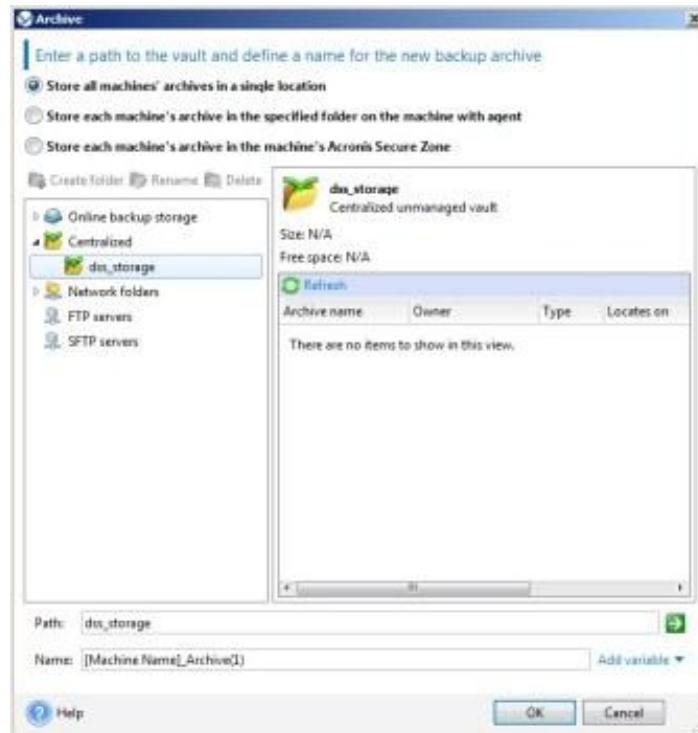 Archive
Enter a path to the vault and define a name for the new backup archive
Store all machines' archives in a single location
Store each machine's archive in the specified folder on the machine with agent
Store each machine's archive in the machine's Acronis Secure Zone
Create folder Rename Delete
Online backup storage
Centralized
dss_storage
Network folders
FTP servers
SFTP servers
dss_storage
Centralized unmanaged vault
Size: N/A
Free space: N/A
Refresh
Archive name Owner Type Locates on
There are no items to show in this view.
Path: dss_storage
Name: [Machine Name]_Archive(1) Add variable
Help OK Cancel